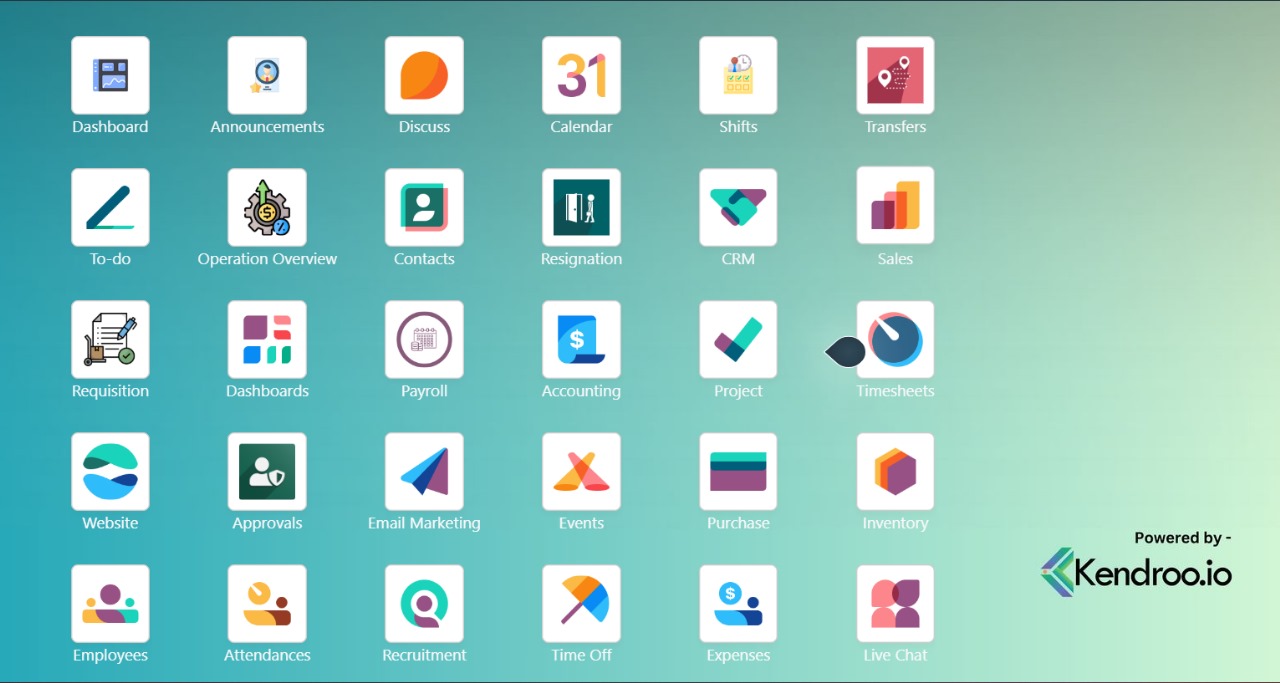 31
Dashboard Announcements Discuss Calendar Shifts Transfers
$
To-do Operation Overview Contacts Resignation CRM Sales
$
Requisition Dashboards Payroll Accounting Project Timesheets
Website Approvals Email Marketing Events Purchase Inventory
Powered by -
Kendroo.io
$
Employees Attendances Recruitment Time Off Expenses Live Chat